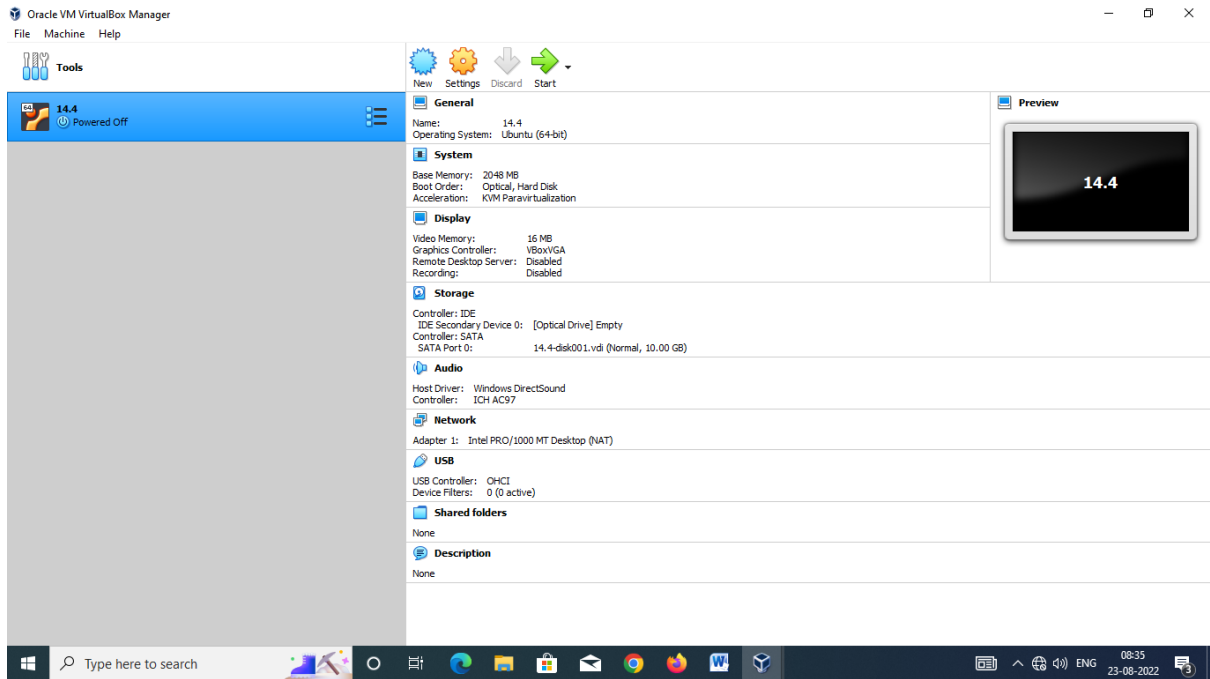 Oracle VM VirtualBox Manager
File Machine Help
Tools
New Settings Discard Start
64
14.4
Powered Off
General
Name: 14.4
Operating System: Ubuntu (64-bit)
Preview
14.4
System
Base Memory: 2048 MB
Boot Order: Optical, Hard Disk
Acceleration: KVM Paravirtualization
Display
Video Memory: 16 MB
Graphics Controller: VBoxVGA
Remote Desktop Server: Disabled
Recording: Disabled
Storage
Controller: IDE
IDE Secondary Device 0: [Optical Drive] Empty
Controller: SATA
SATA Port 0: 14.4-disk001.vdi (Normal, 10.00 GB)
Audio
Host Driver: Windows DirectSound
Controller: ICH AC97
Network
Adapter 1: Intel PRO/1000 MT Desktop (NAT)
USB
USB Controller: OHCI
Device Filters: 0 (0 active)
Shared folders
None
Description
None
Type here to search
W
ENG
08:35
23-08-2022
3